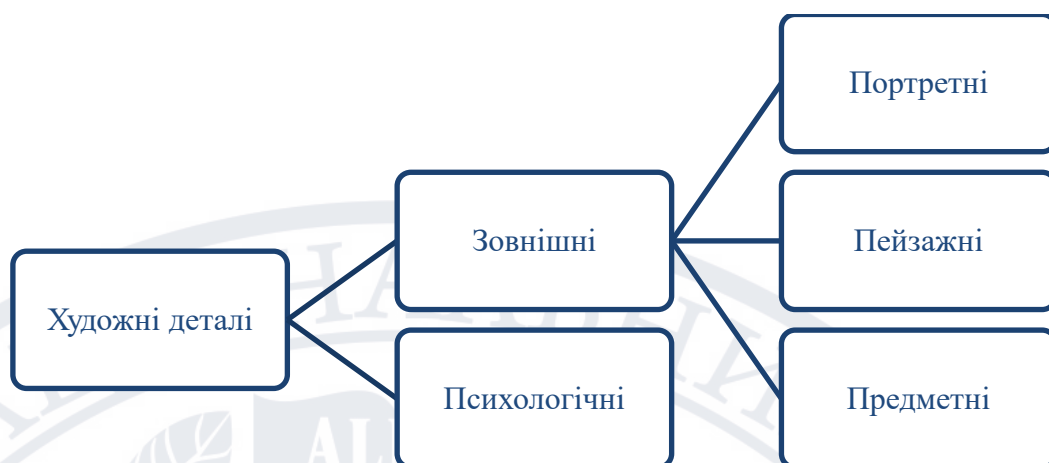 Художні деталі
Зовнішні
Психологічні
Портретні
Пейзажні
Предметні